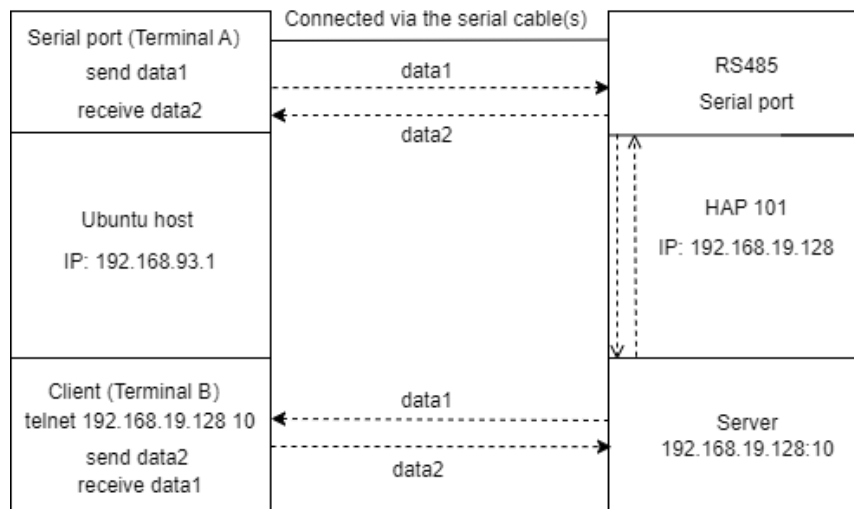 Connected via the serial cable(s)
Serial port (Terminal A)
send data1
receive data2
data1
data2
RS485
Serial port
Ubuntu host
IP: 192.168.93.1
HAP 101
IP: 192.168.19.128
Client (Terminal B)
telnet 192.168.19.128 10
send data2
receive data1
data1
data2
Server
192.168.19.128:10